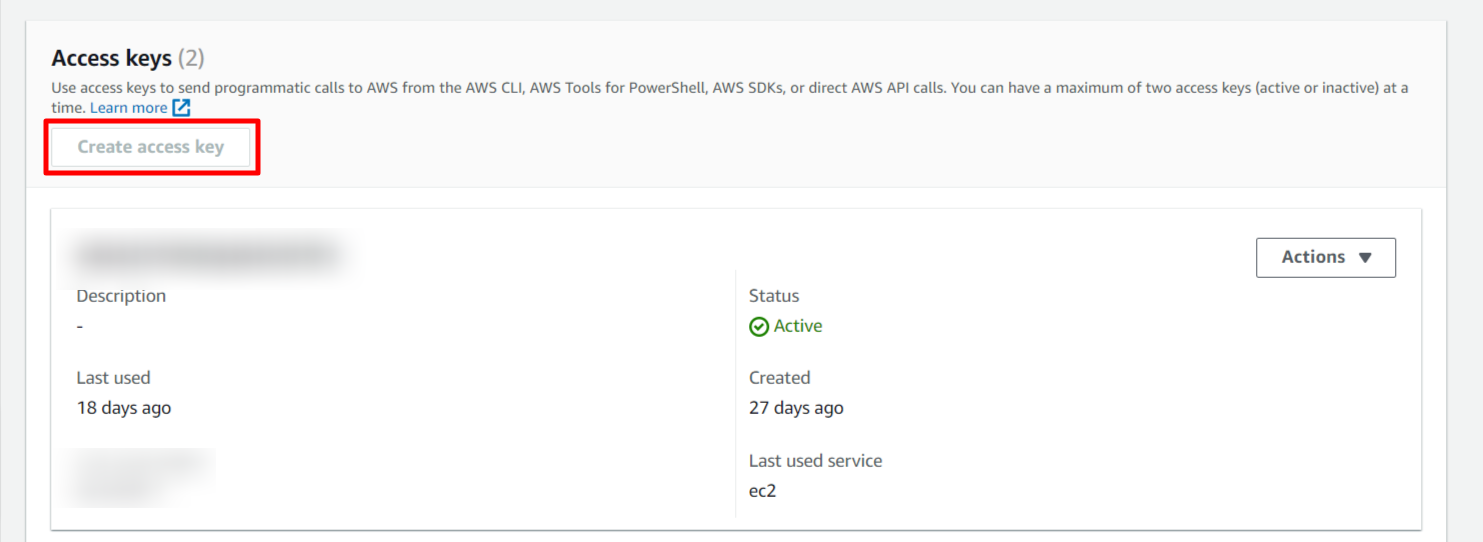 Access keys (2)
Use access keys to send programmatic calls to AWS from the AWS CLI, AWS Tools for PowerShell, AWS SDKs, or direct AWS API calls. You can have a maximum of two access keys (active or inactive) at a
time. Learn more
Create access key
Actions
Description
Status
-
Active
Last used
Created
18 days ago
27 days ago
Last used service
ec2